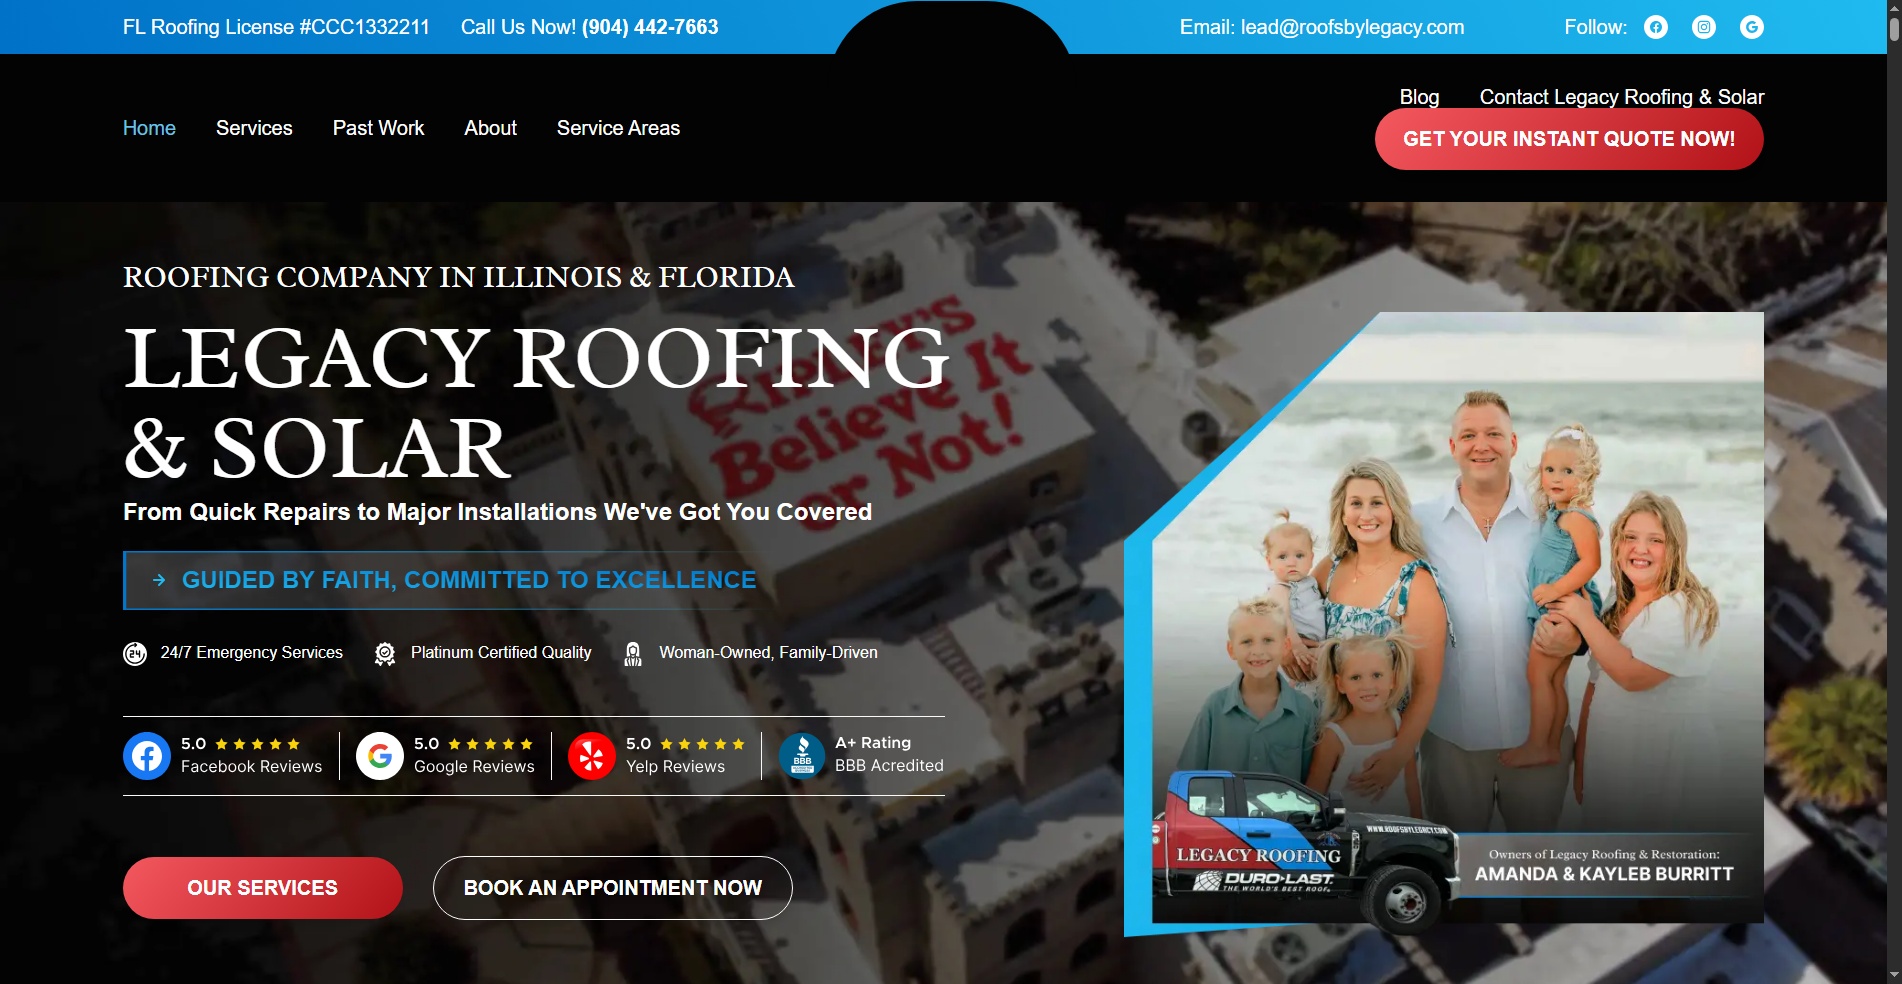 FL Roofing License #CCC1332211
Call Us Now! (904) 442-7663
Email: lead@roofsbylegacy.com
Follow:
Home
Services
Past Work
About
Service Areas
Blog
Contact Legacy Roofing & Solar
GET YOUR INSTANT QUOTE NOW!
ROOFING COMPANY IN ILLINOIS & FLORIDA
LEGACY ROOFING
& SOLAR
From Quick Repairs to Major Installations We've Got You Covered
GUIDED BY FAITH, COMMITTED TO EXCELLENCE
24/7 Emergency Services
Platinum Certified Quality
Woman-Owned, Family-Driven
5.0
Facebook Reviews
5.0
Google Reviews
5.0
Yelp Reviews
BBB
A+ Rating
BBB Acredited
OUR SERVICES
BOOK AN APPOINTMENT NOW
Ripley's
Believe It
or Not!
WWW.ROOFSBYLEGACY.COM
LEGACY ROOFING
DURO-LAST
THE WORLD'S BEST ROOF
Owners of Legacy Roofing & Restoration:
AMANDA & KAYLEB BURRITT